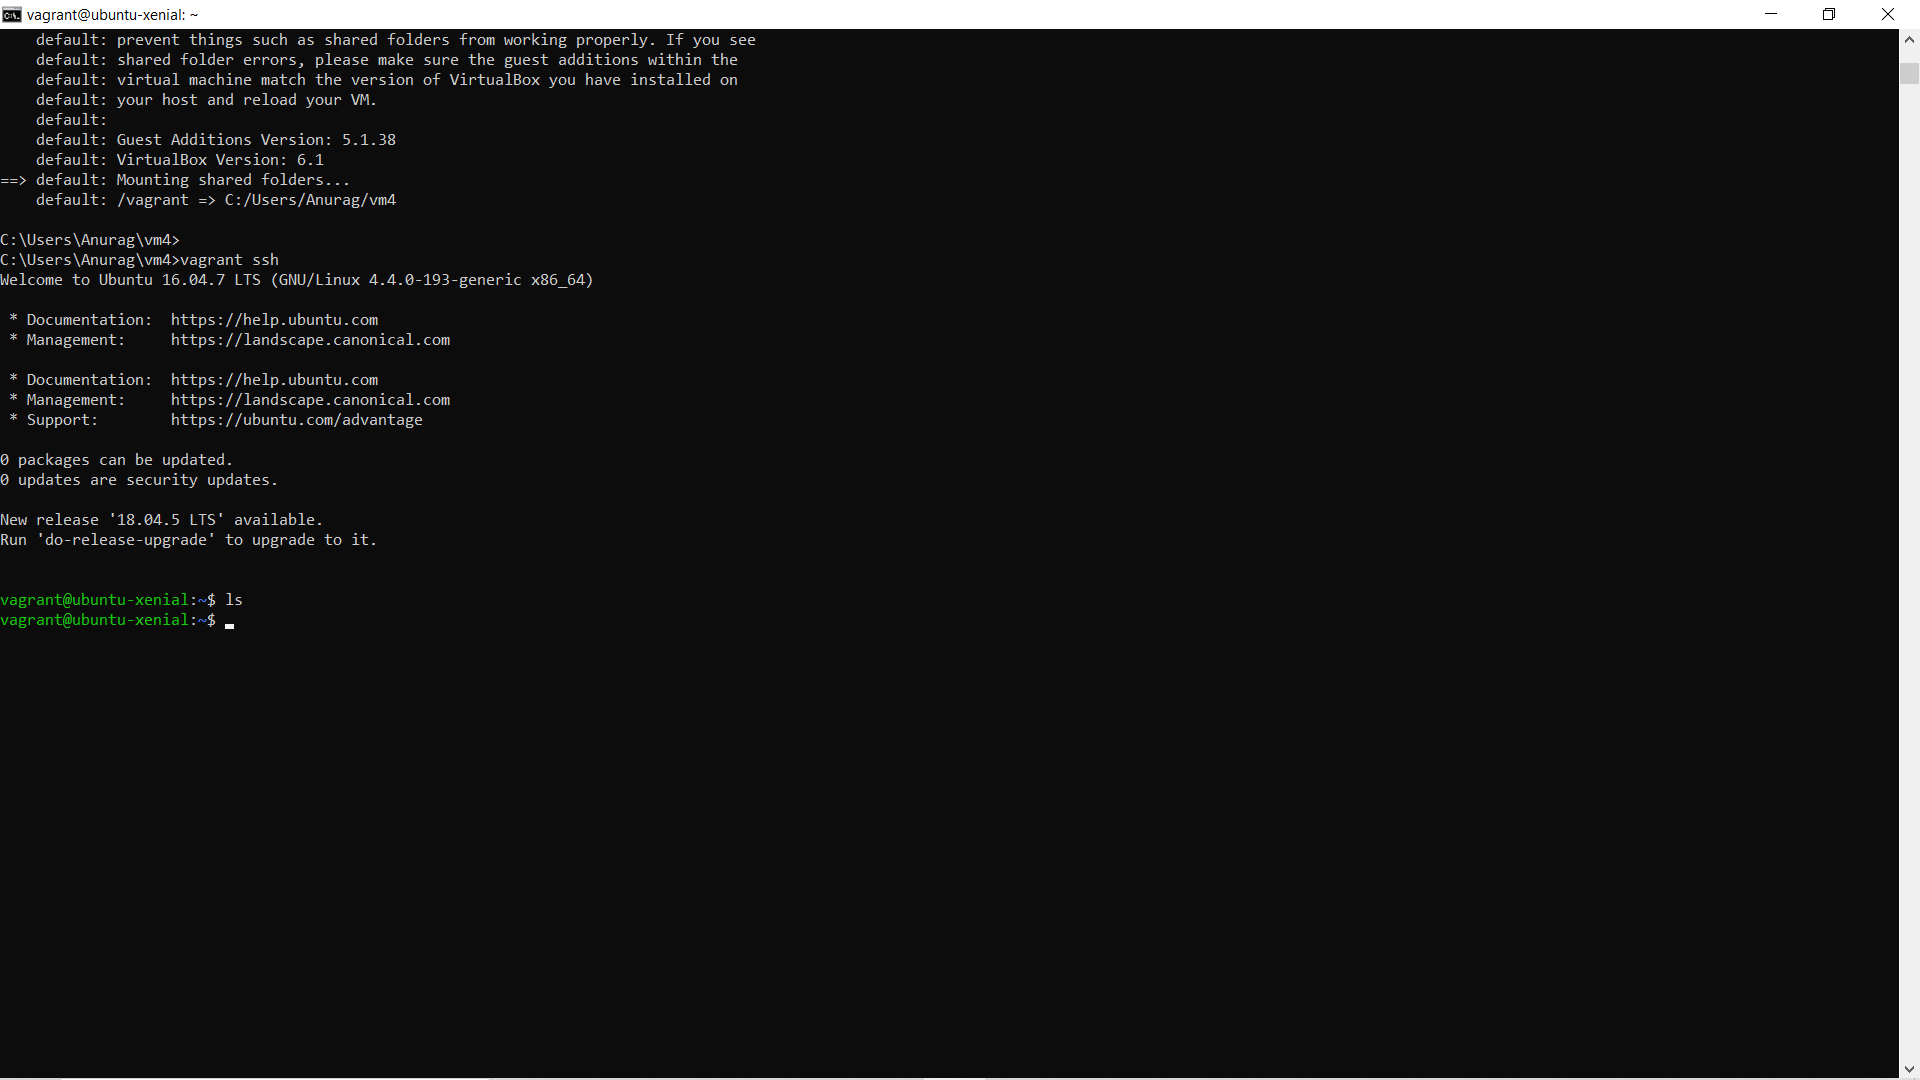 vagrant@ubuntu-xenial: ~
default: prevent things such as shared folders from working properly. If you see
default: shared folder errors, please make sure the guest additions within the
default: virtual machine match the version of VirtualBox you have installed on
default: your host and reload your VM.
default:
default: Guest Additions Version: 5.1.38
default: VirtualBox Version: 6.1
==> default: Mounting shared folders...
default: /vagrant => C:/Users/Anurag/vm4
C:\Users\Anurag\vm4>
C:\Users\Anurag\vm4>vagrant ssh
Welcome to Ubuntu 16.04.7 LTS (GNU/Linux 4.4.0-193-generic x86_64)
* Documentation:  https://help.ubuntu.com
* Management:     https://landscape.canonical.com
* Documentation:  https://help.ubuntu.com
* Management:     https://landscape.canonical.com
* Support:        https://ubuntu.com/advantage
0 packages can be updated.
0 updates are security updates.
New release '18.04.5 LTS' available.
Run 'do-release-upgrade' to upgrade to it.
vagrant@ubuntu-xenial:~$ ls
vagrant@ubuntu-xenial:~$